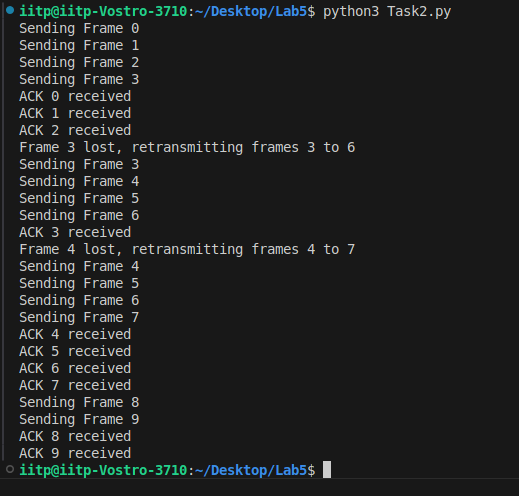 iitp@iitp-Vostro-3710:~/Desktop/Lab5$ python3 Task2.py
Sending Frame 0
Sending Frame 1
Sending Frame 2
Sending Frame 3
ACK 0 received
ACK 1 received
ACK 2 received
Frame 3 lost, retransmitting frames 3 to 6
Sending Frame 3
Sending Frame 4
Sending Frame 5
Sending Frame 6
ACK 3 received
Frame 4 lost, retransmitting frames 4 to 7
Sending Frame 4
Sending Frame 5
Sending Frame 6
Sending Frame 7
ACK 4 received
ACK 5 received
ACK 6 received
ACK 7 received
Sending Frame 8
Sending Frame 9
ACK 8 received
ACK 9 received
iitp@iitp-Vostro-3710:~/Desktop/Lab5$